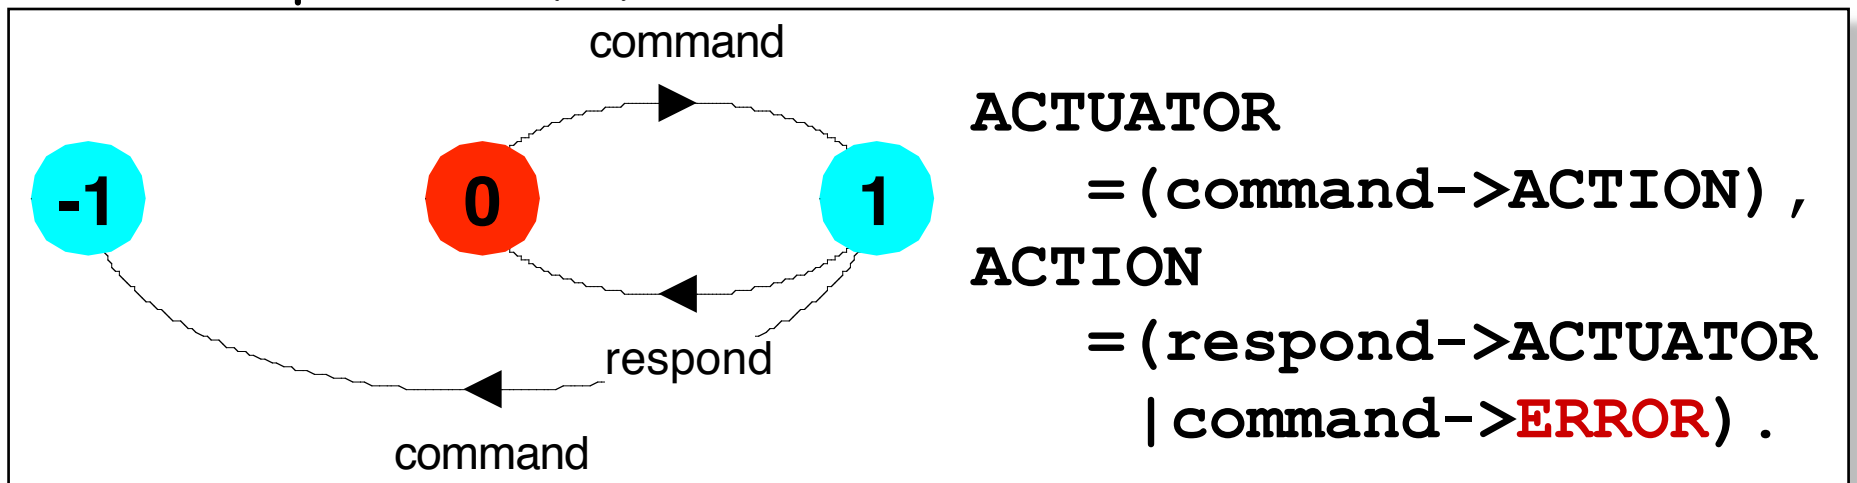 command
-1
0
1
respond
command
ACTUATOR
=(command->ACTION),
ACTION
=(respond->ACTUATOR
|command->ERROR).